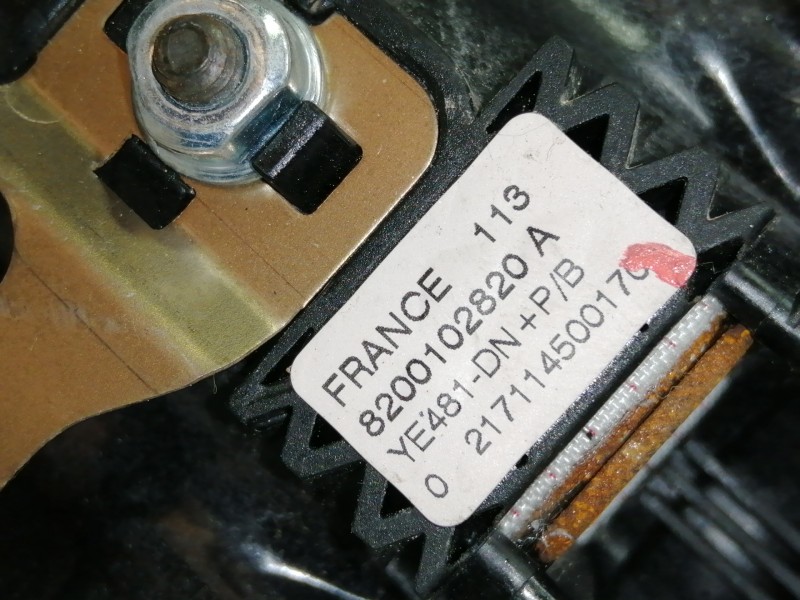 FRANCE 113
8200102820 A
YE481-DN+P/B
0 21711450017